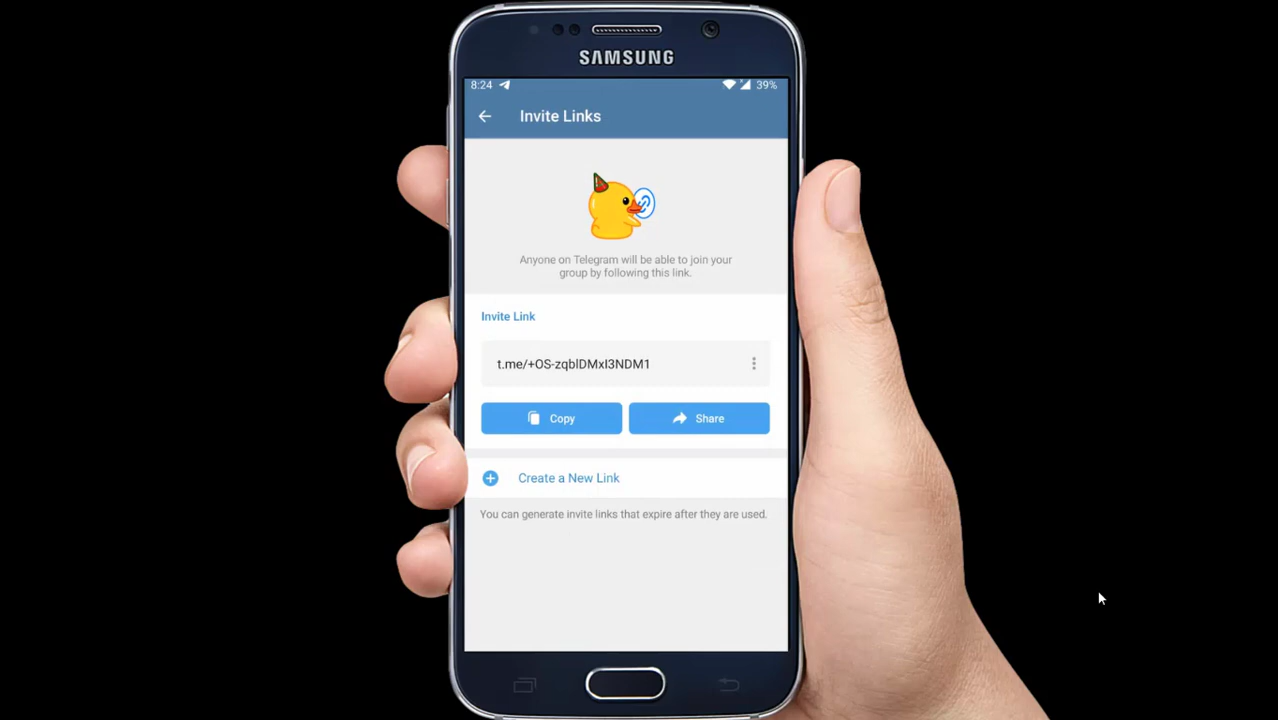 SAMSUNG
8:24 39%
Invite Links
Anyone on Telegram will be able to join your
group by following this link.
Invite Link
t.me/+OS-zqblDMxI3NDM1
Copy Share
Create a New Link
You can generate invite links that expire after they are used.